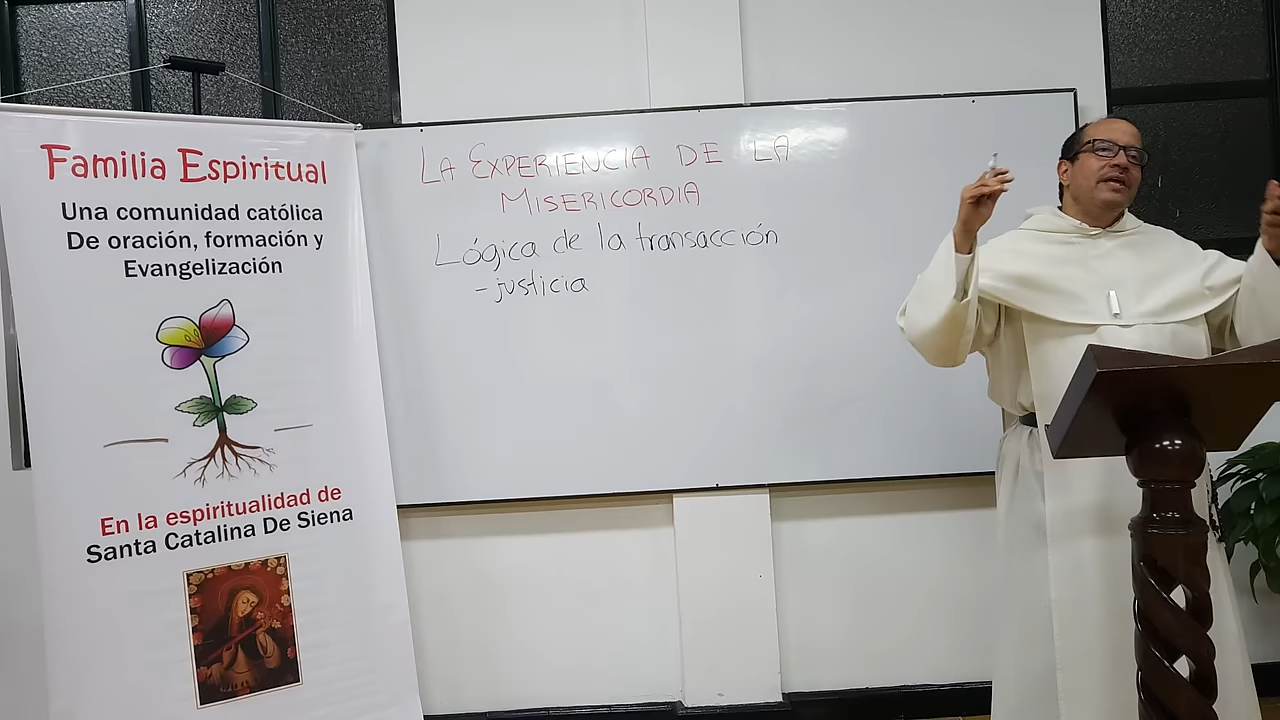 Familia Espiritual
Una comunidad católica
De oración, formación y
Evangelización
En la espiritualidad de
Santa Catalina De Siena
LA EXPERIENCIA DE LA
MISERICORDIA
Lógica de la transacción
- justicia